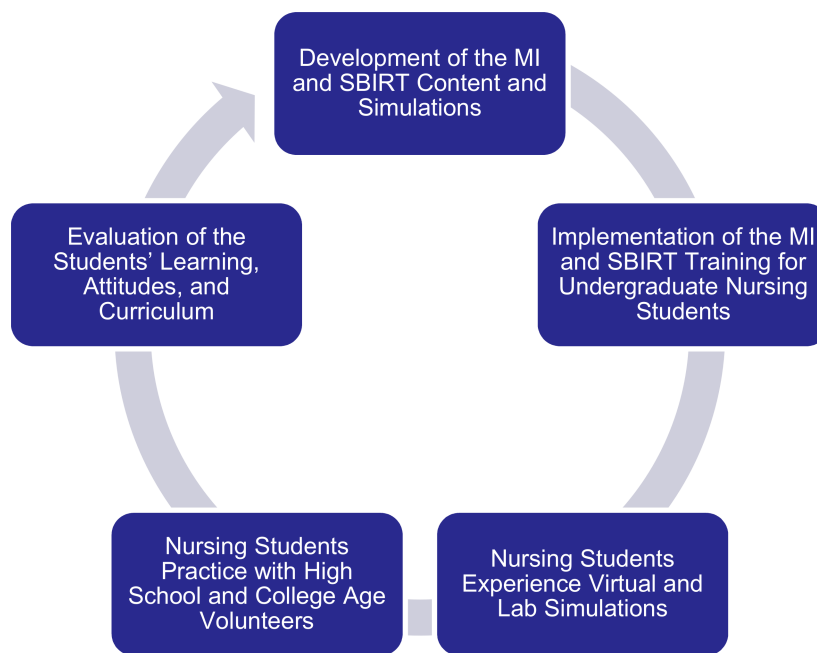 Development of the MI
and SBIRT Content and
Simulations
Implementation of the MI
and SBIRT Training for
Undergraduate Nursing
Students
Nursing Students
Experience Virtual and
Lab Simulations
Nursing Students
Practice with High
School and College Age
Volunteers
Evaluation of the
Students’ Learning,
Attitudes, and
Curriculum